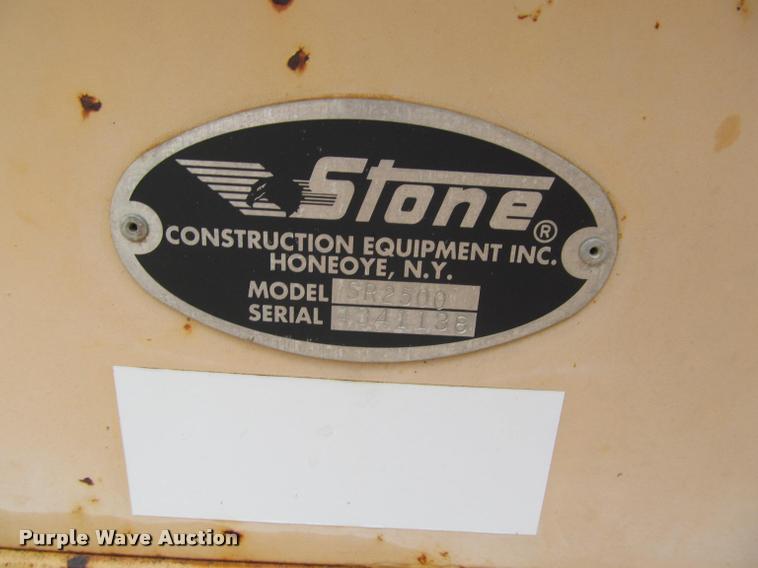 Stone®
CONSTRUCTION EQUIPMENT INC.
HONEOYE, N.Y.
MODEL SR2500
SERIAL
Purple Wave Auction